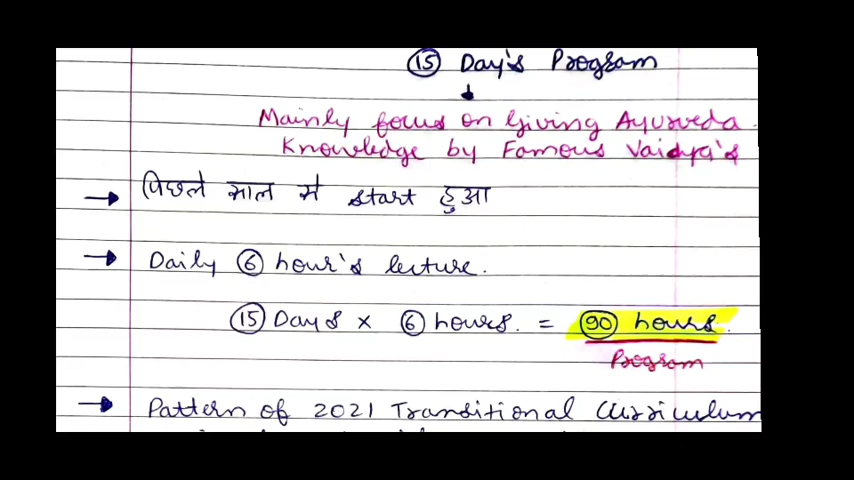 15 Day's Program
Mainly focus on Giving Ayurveda
Knowledge by Famous Vaidya's
पिछले साल से start हुआ
Daily 6 hour's lecture.
15 Days x 6 hours. = 90 hours.
Program
Pattern of 2021 Transitional Curriculum